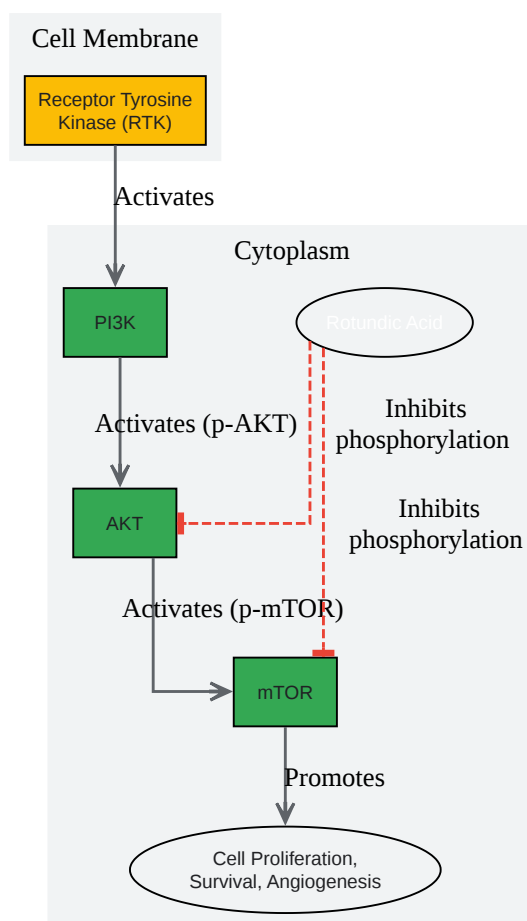 Cell Membrane
Receptor Tyrosine
Kinase (RTK)
Activates
Cytoplasm
PI3K
Rotundic Acid
Activates (p-AKT)
Inhibits
phosphorylation
AKT
Inhibits
phosphorylation
Activates (p-mTOR)
mTOR
Promotes
Cell Proliferation,
Survival, Angiogenesis